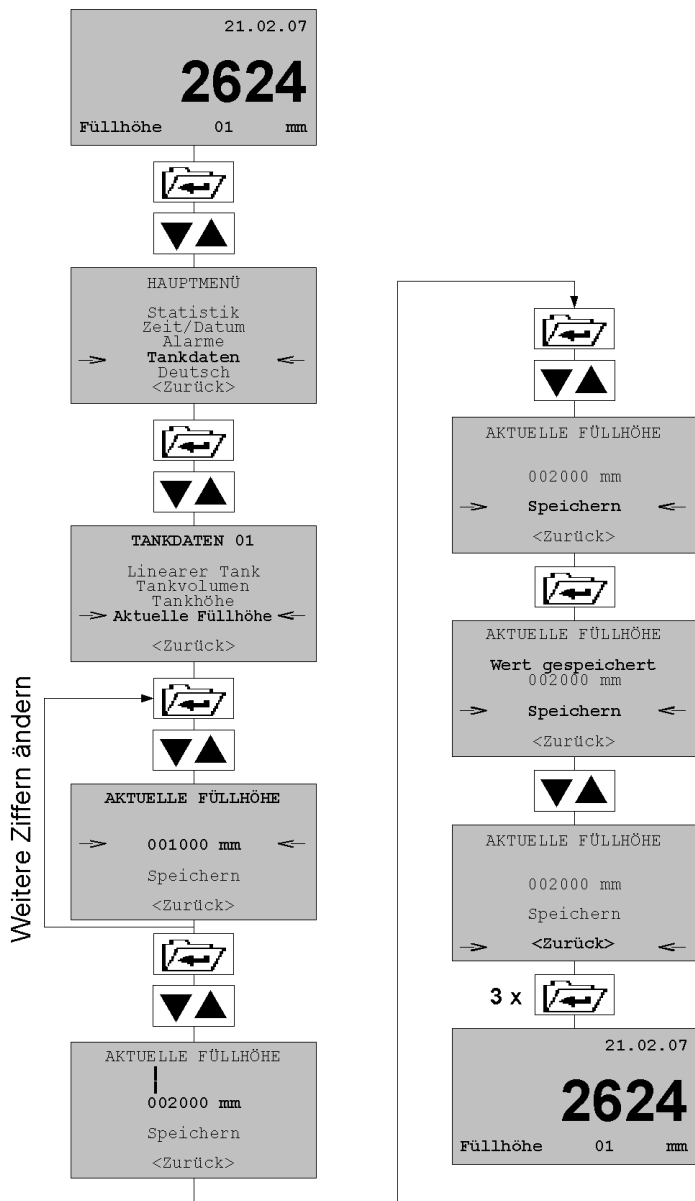 21.02.07
2624
Füllhöhe 01 mm
HAUPTMENÜ
Statistik
Zeit/Datum
Alarme
Tankdaten
Deutsch
<Zurück>
TANKDATEN 01
Linearer Tank
Tankvolumen
Tankhöhe
Aktuelle Füllhöhe
<Zurück>
Weitere Ziffern ändern
AKTUELLE FÜLLHÖHE
001000 mm
Speichern
<Zurück>
AKTUELLE FÜLLHÖHE
002000 mm
Speichern
<Zurück>
AKTUELLE FÜLLHÖHE
002000 mm
Speichern
<Zurück>
AKTUELLE FÜLLHÖHE
Wert gespeichert
002000 mm
Speichern
<Zurück>
AKTUELLE FÜLLHÖHE
002000 mm
Speichern
<Zurück>
3 x
21.02.07
2624
Füllhöhe 01 mm